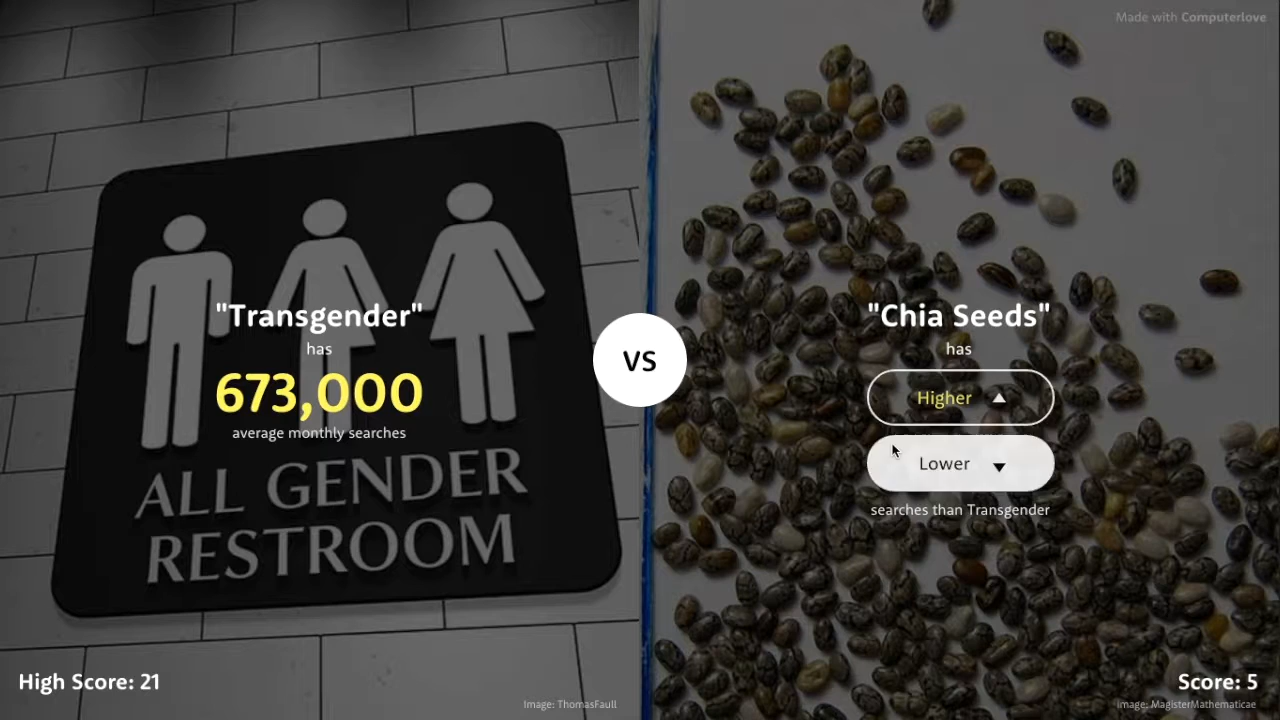 Made with Computerlove
"Transgender"
has
673,000
average monthly searches
ALL GENDER
RESTROOM
High Score: 21
Image: ThomasFaull
VS
"Chia Seeds"
has
Higher
Lower
searches than Transgender
Score: 5
Image: MagisterMathematicae